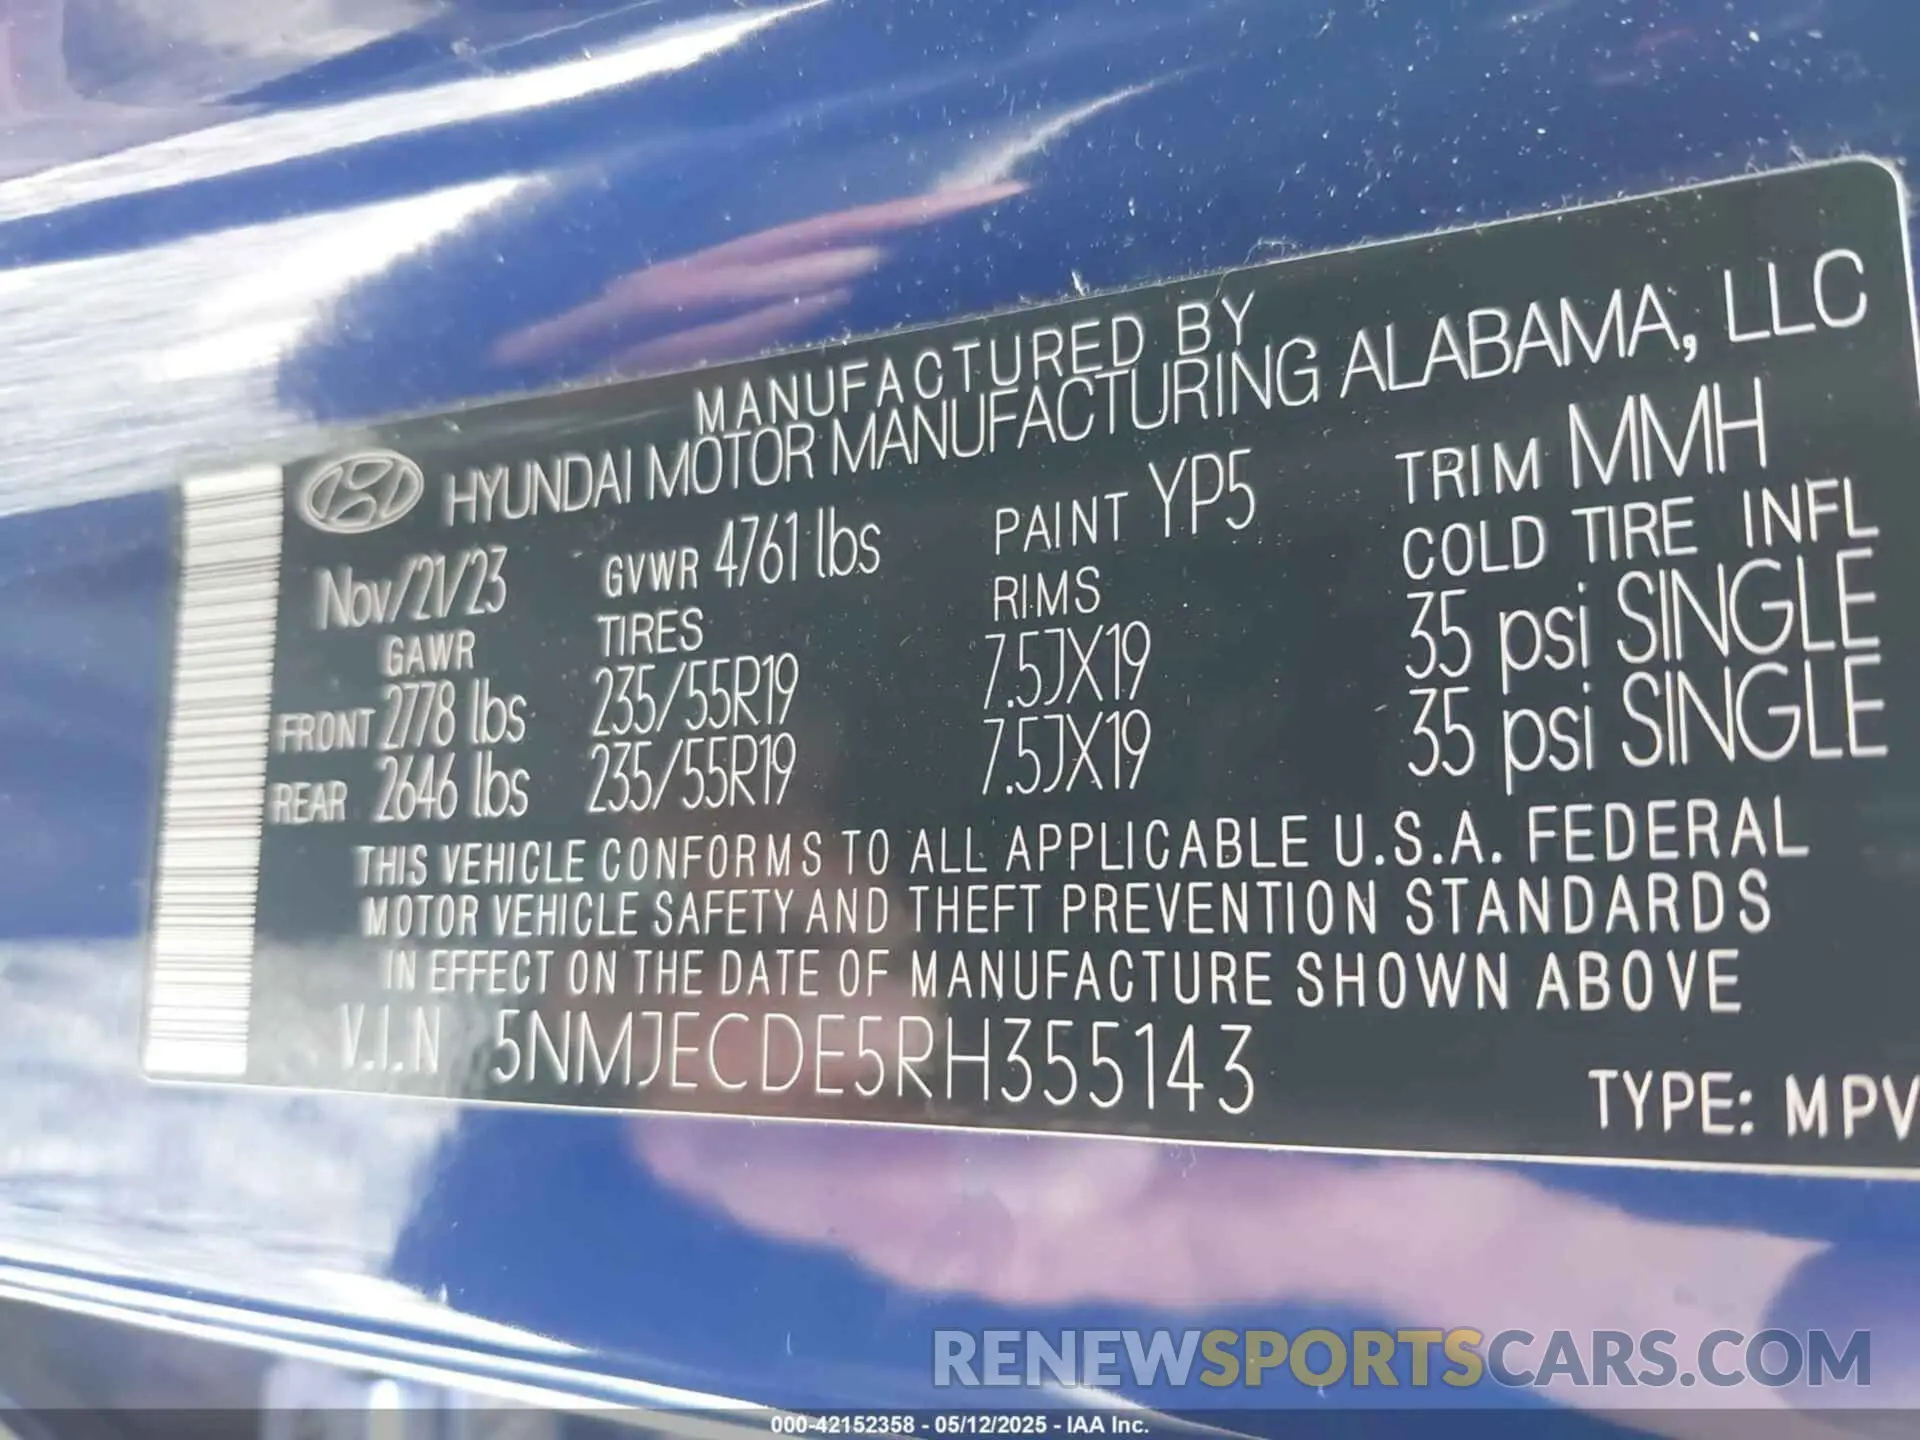 MANUFACTURED BY
HYUNDAI MOTOR MANUFACTURING ALABAMA, LLC
Nov/21/23 GVWR 4761 lbs PAINT YP5 TRIM MMH
GAWR TIRES RIMS COLD TIRE INFL
FRONT 2778 lbs 235/55R19 7.5JX19 35 psi SINGLE
REAR 2646 lbs 235/55R19 7.5JX19 35 psi SINGLE
THIS VEHICLE CONFORMS TO ALL APPLICABLE U.S.A. FEDERAL
MOTOR VEHICLE SAFETY AND THEFT PREVENTION STANDARDS
IN EFFECT ON THE DATE OF MANUFACTURE SHOWN ABOVE
V.I.N 5NMJECDE5RH355143
TYPE: MPV
RENEWSPORTSCARS.COM
000-42152358 - 05/12/2025 - IAA Inc.